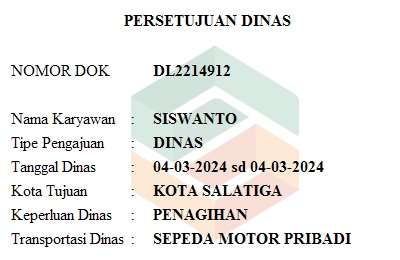 PERSETUJUAN DINAS
NOMOR DOK DL2214912
Nama Karyawan : SISWANTO
Tipe Pengajuan : DINAS
Tanggal Dinas : 04-03-2024 sd 04-03-2024
Kota Tujuan : KOTA SALATIGA
Keperluan Dinas : PENAGIHAN
Transportasi Dinas : SEPEDA MOTOR PRIBADI